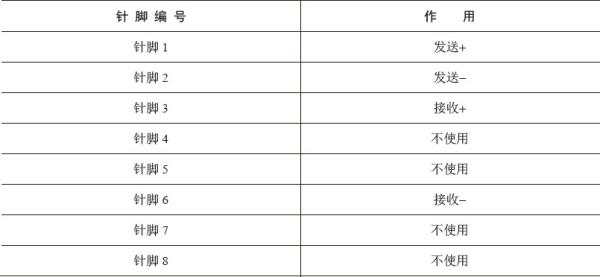 针脚编号 作用
针脚 1 发送+
针脚 2 发送–
针脚 3 接收+
针脚 4 不使用
针脚 5 不使用
针脚 6 接收–
针脚 7 不使用
针脚 8 不使用